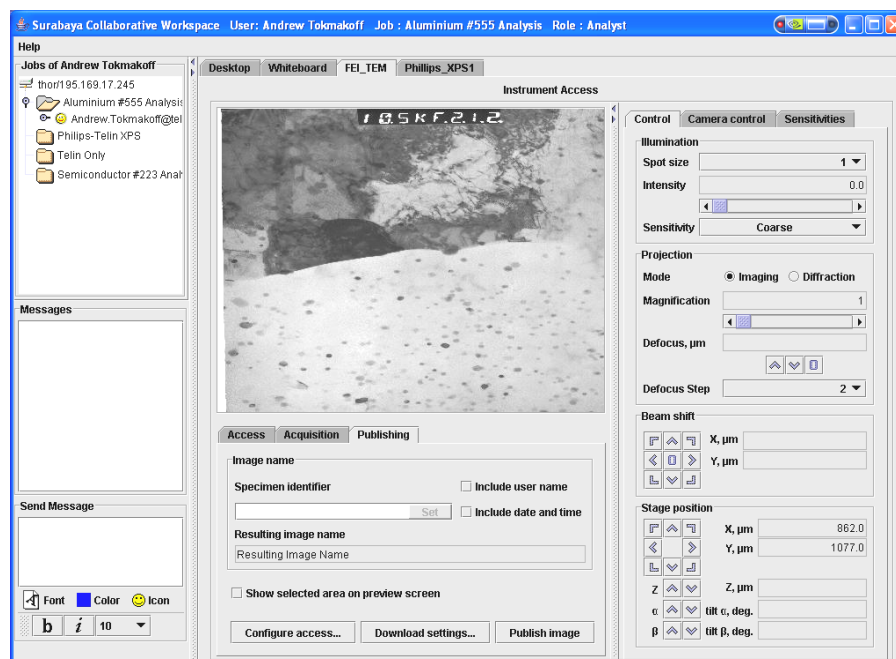 Surabaya Collaborative Workspace User: Andrew Tokmakoff Job : Aluminium #555 Analysis Role : Analyst
Help
Jobs of Andrew Tokmakoff
thor/195.169.17.245
Aluminium #555 Analysis
Andrew.Tokmakoff@tel
Philips-Telin XPS
Telin Only
Semiconductor #223 Anal
Messages
Send Message
Font Color Icon
b i 10
Desktop Whiteboard FEI_TEM Phillips_XPS1
Instrument Access
Access Acquisition Publishing
Image name
Specimen identifier
Include user name
Set
Include date and time
Resulting image name
Resulting Image Name
Show selected area on preview screen
Configure access... Download settings... Publish image
Control Camera control Sensitivities
Illumination
Spot size 1
Intensity 0.0
Sensitivity Coarse
Projection
Mode Imaging Diffraction
Magnification 1
Defocus, µm
Defocus Step 2
Beam shift
X, µm
Y, µm
Stage position
X, µm 862.0
Y, µm 1077.0
Z Z, µm
α tilt α, deg.
β tilt β, deg.